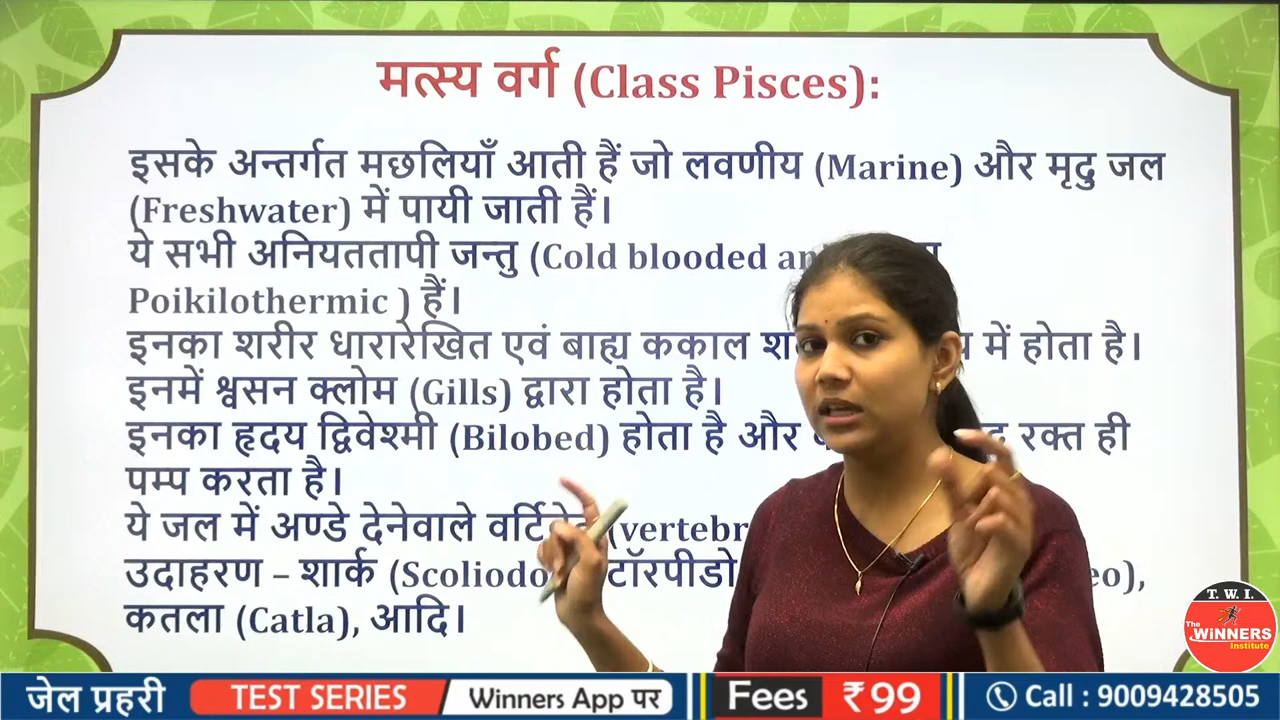 मत्स्य वर्ग (Class Pisces):
इसके अन्तर्गत मछलियाँ आती हैं जो लवणीय (Marine) और मृदु जल
(Freshwater) में पायी जाती हैं।
ये सभी अनियततापी जन्तु (Cold blooded
Poikilothermic ) हैं।
इनका शरीर धारारेखित एवं बाह्य ककाल में होता है।
इनमें श्वसन क्लोम (Gills) द्वारा होता है।
इनका हृदय द्विवेश्मी (Bilobed) होता है और रक्त ही
पम्प करता है।
ये जल में अण्डे देनेवाले
उदाहरण – शार्क टॉरपीडो
कतला (Catla), आदि।
T. W. I.
The
WiNNERS
Institute
जेल प्रहरी TEST SERIES Winners App पर Fees ₹99 Call : 9009428505